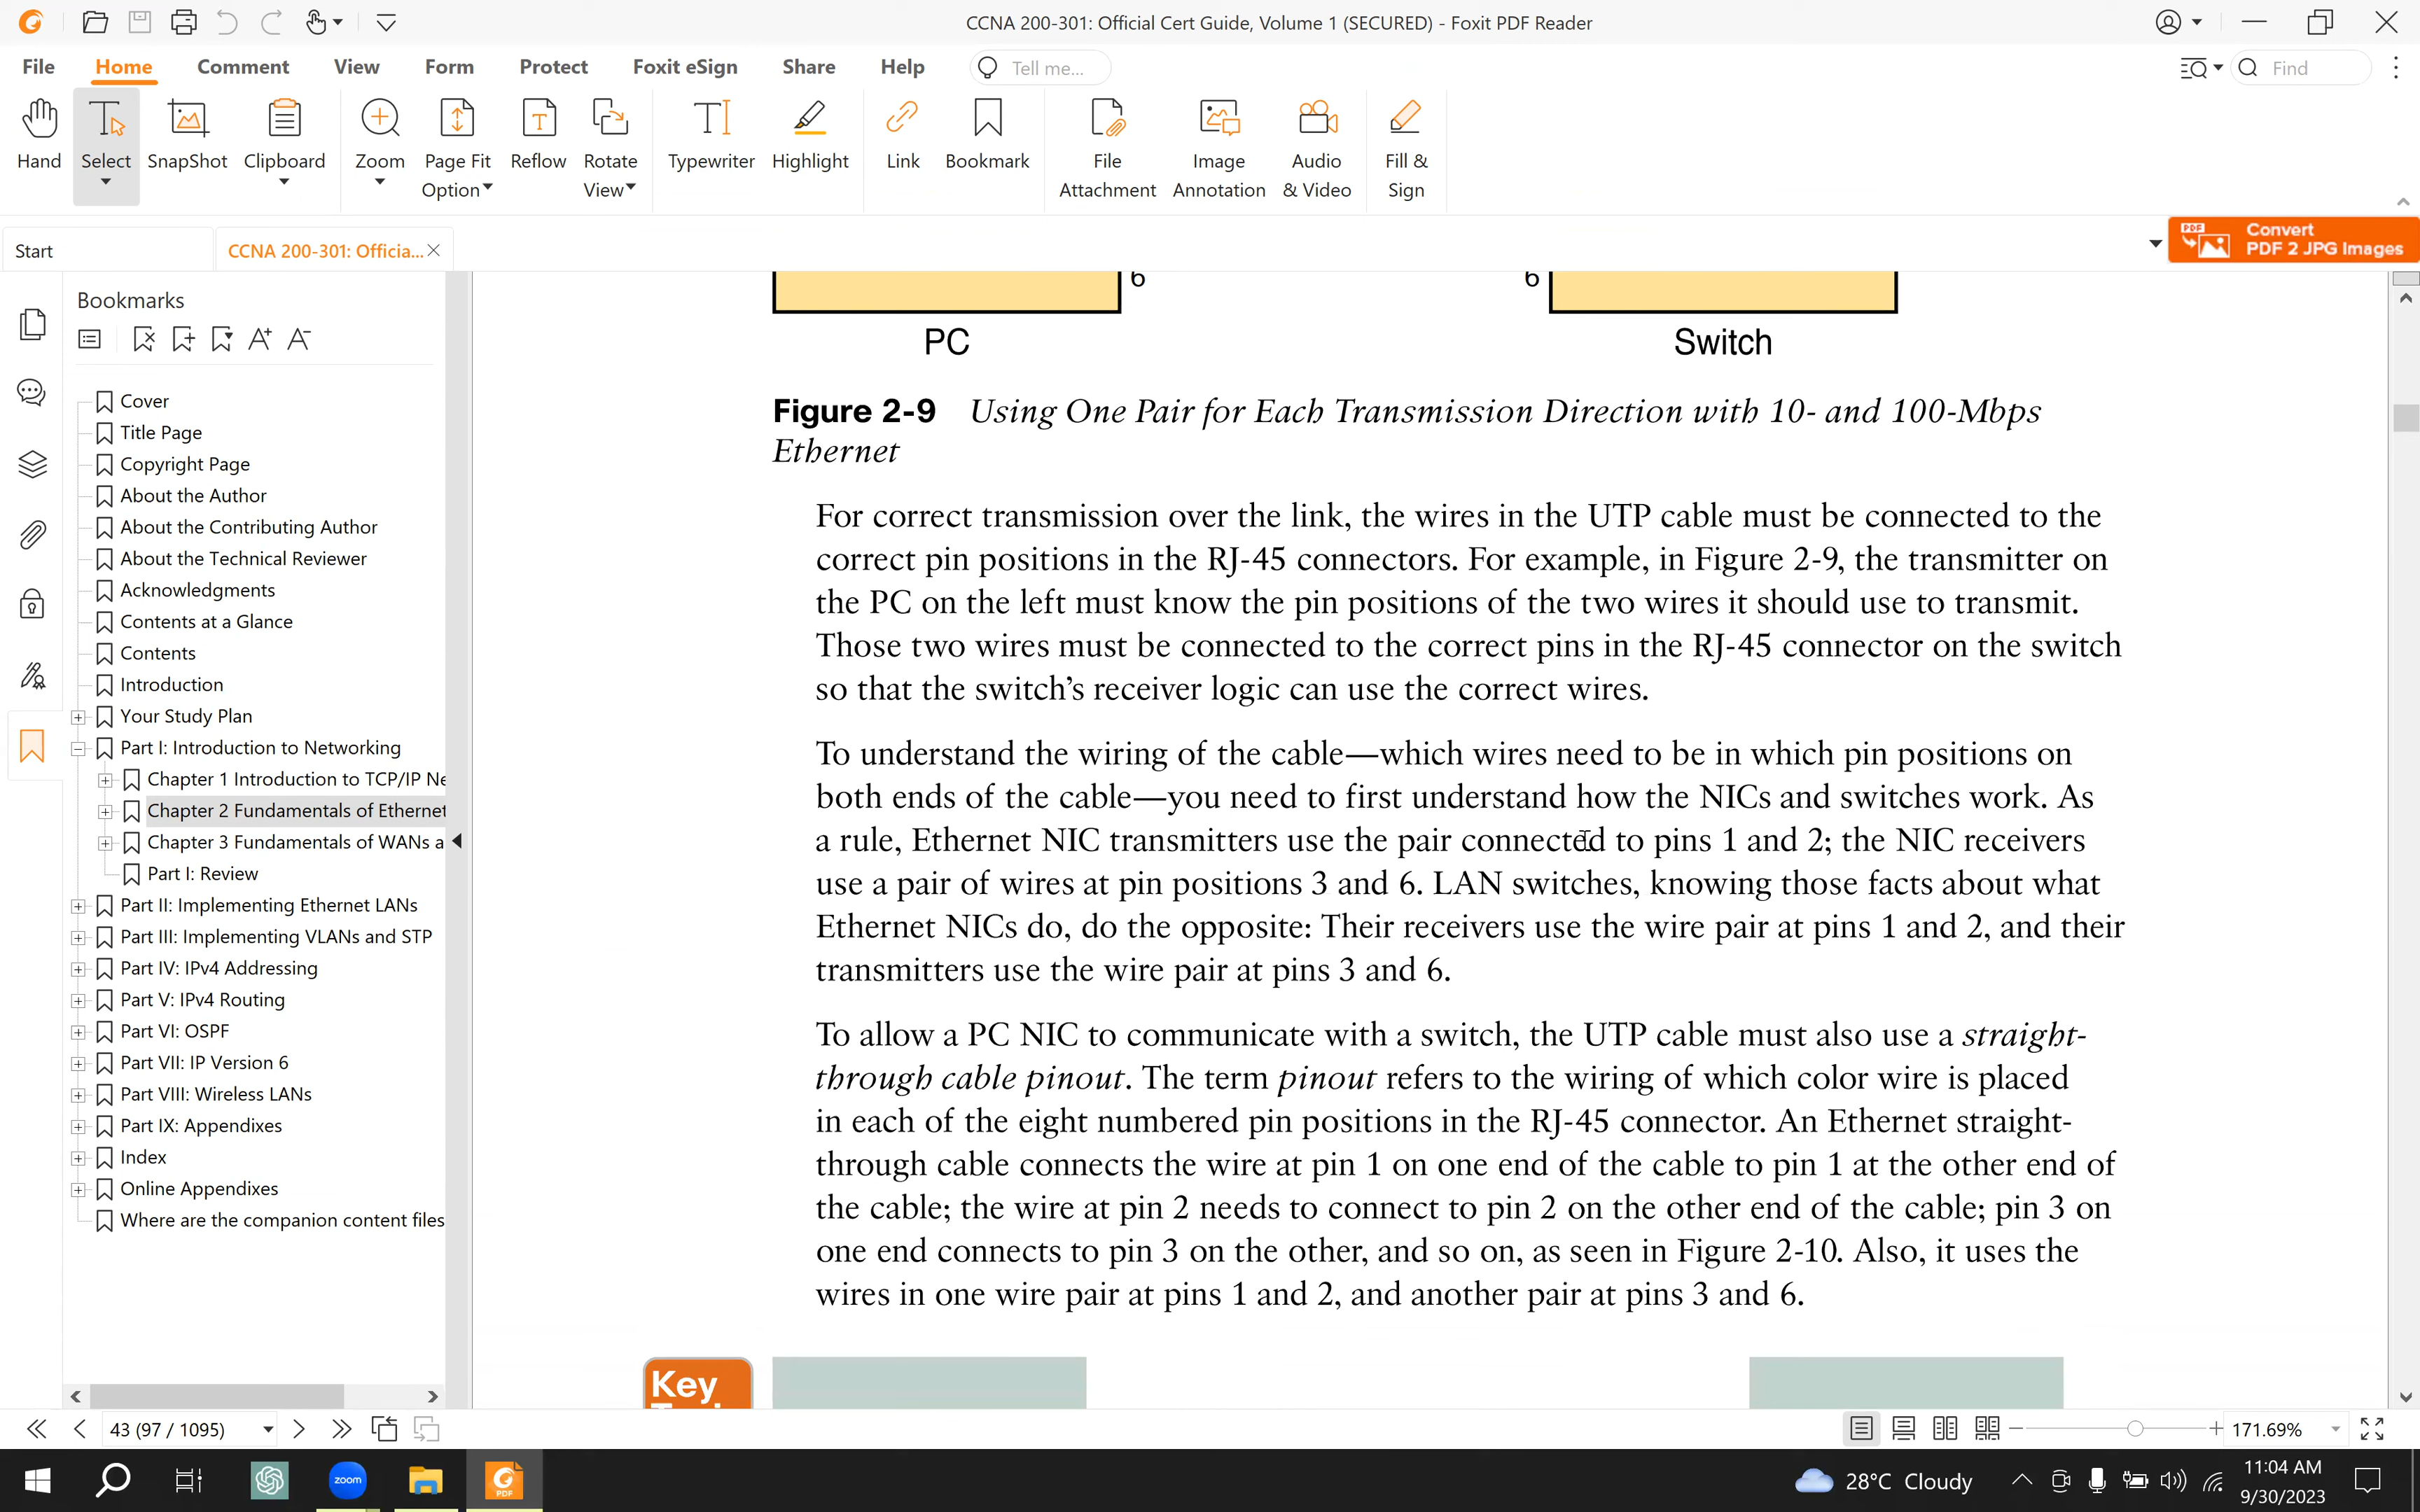 CCNA 200-301: Official Cert Guide, Volume 1 (SECURED) - Foxit PDF Reader
File Home Comment View Form Protect Foxit eSign Share Help Tell me... Find
Hand Select SnapShot Clipboard Zoom Page Fit Option Reflow Rotate View Typewriter Highlight Link Bookmark File Attachment Image Annotation Audio & Video Fill & Sign
Start CCNA 200-301: Officia...
PDF Convert
PDF 2 JPG Images
Bookmarks
Cover
Title Page
Copyright Page
About the Author
About the Contributing Author
About the Technical Reviewer
Acknowledgments
Contents at a Glance
Contents
Introduction
Your Study Plan
Part I: Introduction to Networking
Chapter 1 Introduction to TCP/IP Ne
Chapter 2 Fundamentals of Ethernet
Chapter 3 Fundamentals of WANs a
Part I: Review
Part II: Implementing Ethernet LANs
Part III: Implementing VLANs and STP
Part IV: IPv4 Addressing
Part V: IPv4 Routing
Part VI: OSPF
Part VII: IP Version 6
Part VIII: Wireless LANs
Part IX: Appendixes
Index
Online Appendixes
Where are the companion content files
6 6
PC Switch
Figure 2-9 Using One Pair for Each Transmission Direction with 10- and 100-Mbps
Ethernet
For correct transmission over the link, the wires in the UTP cable must be connected to the
correct pin positions in the RJ-45 connectors. For example, in Figure 2-9, the transmitter on
the PC on the left must know the pin positions of the two wires it should use to transmit.
Those two wires must be connected to the correct pins in the RJ-45 connector on the switch
so that the switch's receiver logic can use the correct wires.
To understand the wiring of the cable—which wires need to be in which pin positions on
both ends of the cable—you need to first understand how the NICs and switches work. As
a rule, Ethernet NIC transmitters use the pair connected to pins 1 and 2; the NIC receivers
use a pair of wires at pin positions 3 and 6. LAN switches, knowing those facts about what
Ethernet NICs do, do the opposite: Their receivers use the wire pair at pins 1 and 2, and their
transmitters use the wire pair at pins 3 and 6.
To allow a PC NIC to communicate with a switch, the UTP cable must also use a straight-
through cable pinout. The term pinout refers to the wiring of which color wire is placed
in each of the eight numbered pin positions in the RJ-45 connector. An Ethernet straight-
through cable connects the wire at pin 1 on one end of the cable to pin 1 at the other end of
the cable; the wire at pin 2 needs to connect to pin 2 on the other end of the cable; pin 3 on
one end connects to pin 3 on the other, and so on, as seen in Figure 2-10. Also, it uses the
wires in one wire pair at pins 1 and 2, and another pair at pins 3 and 6.
Key
43 (97 / 1095) 171.69%
zoom PDF 28°C Cloudy 11:04 AM
9/30/2023